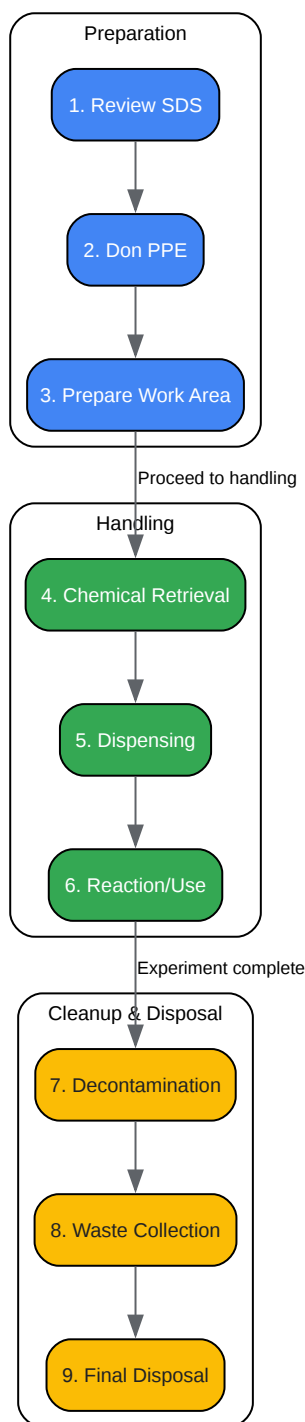 Preparation
1. Review SDS
2. Don PPE
3. Prepare Work Area
Proceed to handling
Handling
4. Chemical Retrieval
5. Dispensing
6. Reaction/Use
Experiment complete
Cleanup & Disposal
7. Decontamination
8. Waste Collection
9. Final Disposal